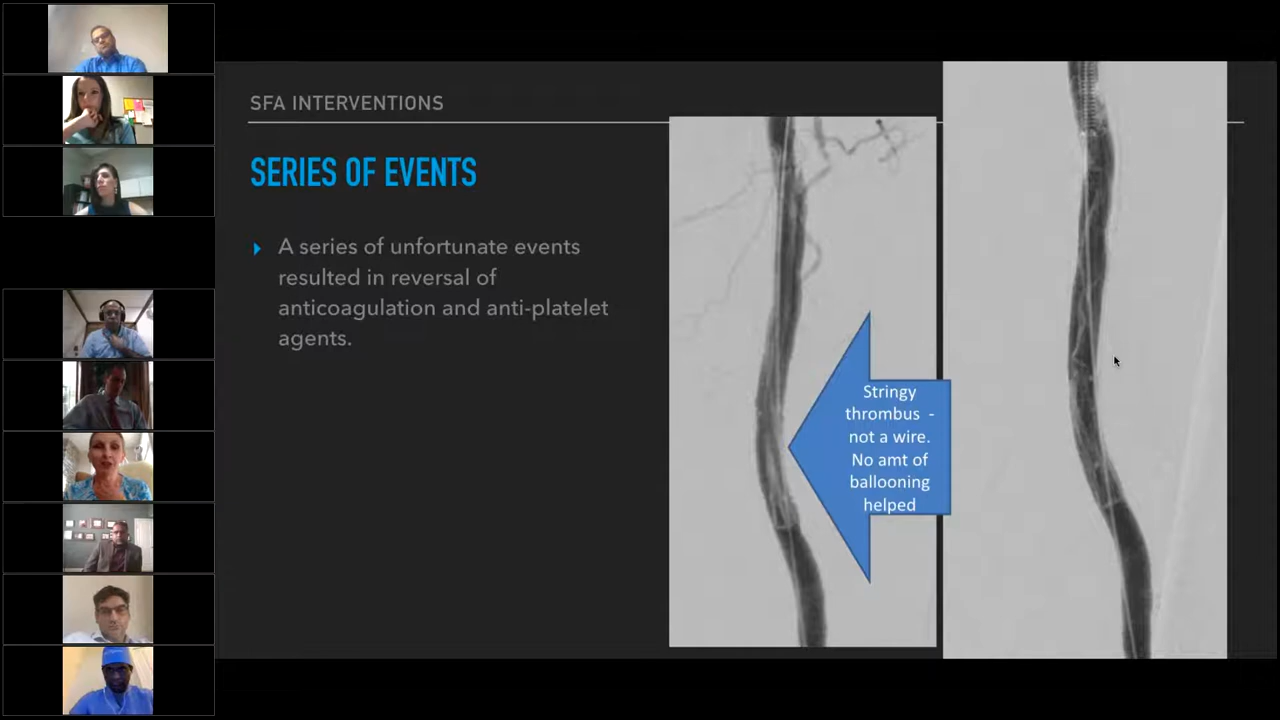 SFA INTERVENTIONS
SERIES OF EVENTS
A series of unfortunate events
resulted in reversal of
anticoagulation and anti-platelet
agents.
Stringy
thrombus -
not a wire.
No amt of
ballooning
helped